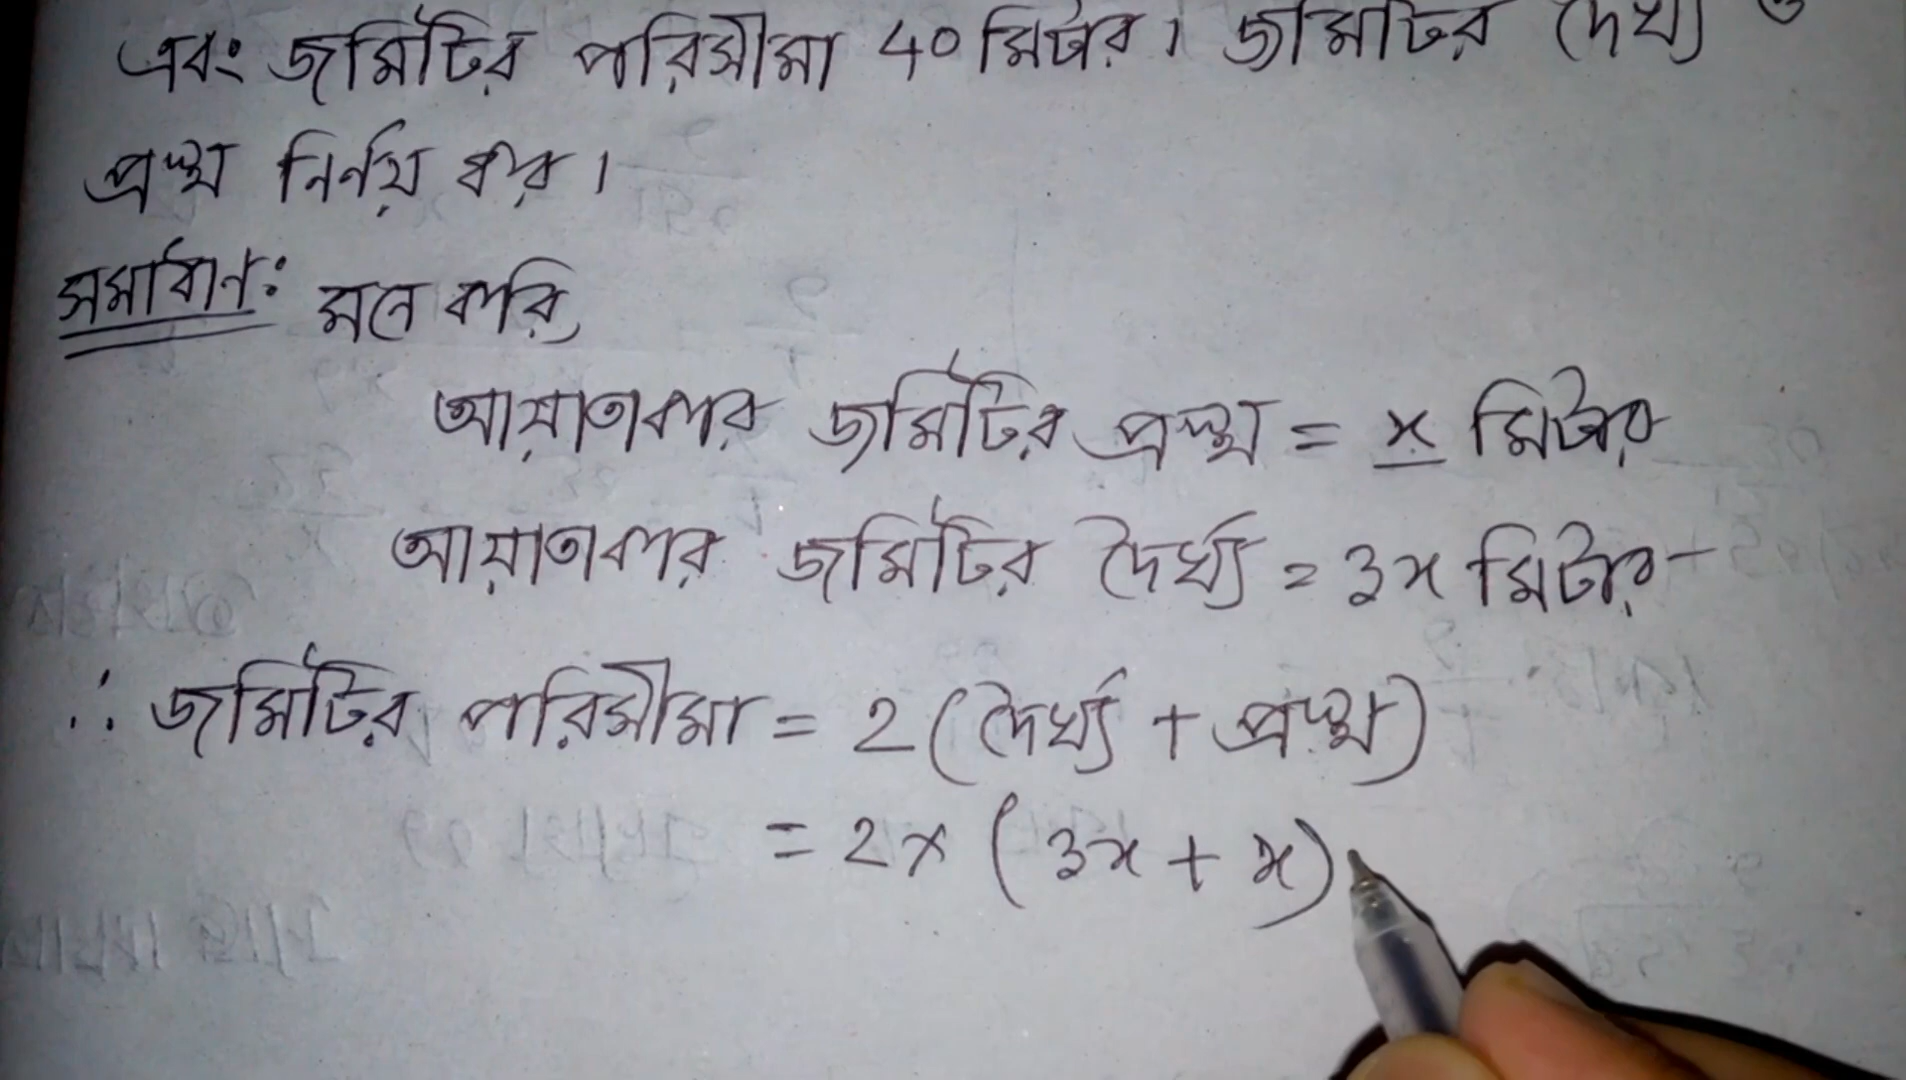 এবং জমিটির পরিসীমা 40 মিটার। জমিটির দৈর্ঘ্য ও
প্রস্থ নির্ণয় কর।
সমাধান: মনে করি,
আয়াতাকার জমিটির প্রস্থ = x মিটার
আয়াতাকার জমিটির দৈর্ঘ্য = 3x মিটার
∴ জমিটির পরিসীমা = 2 (দৈর্ঘ্য + প্রস্থ)
= 2 × (3x + x)